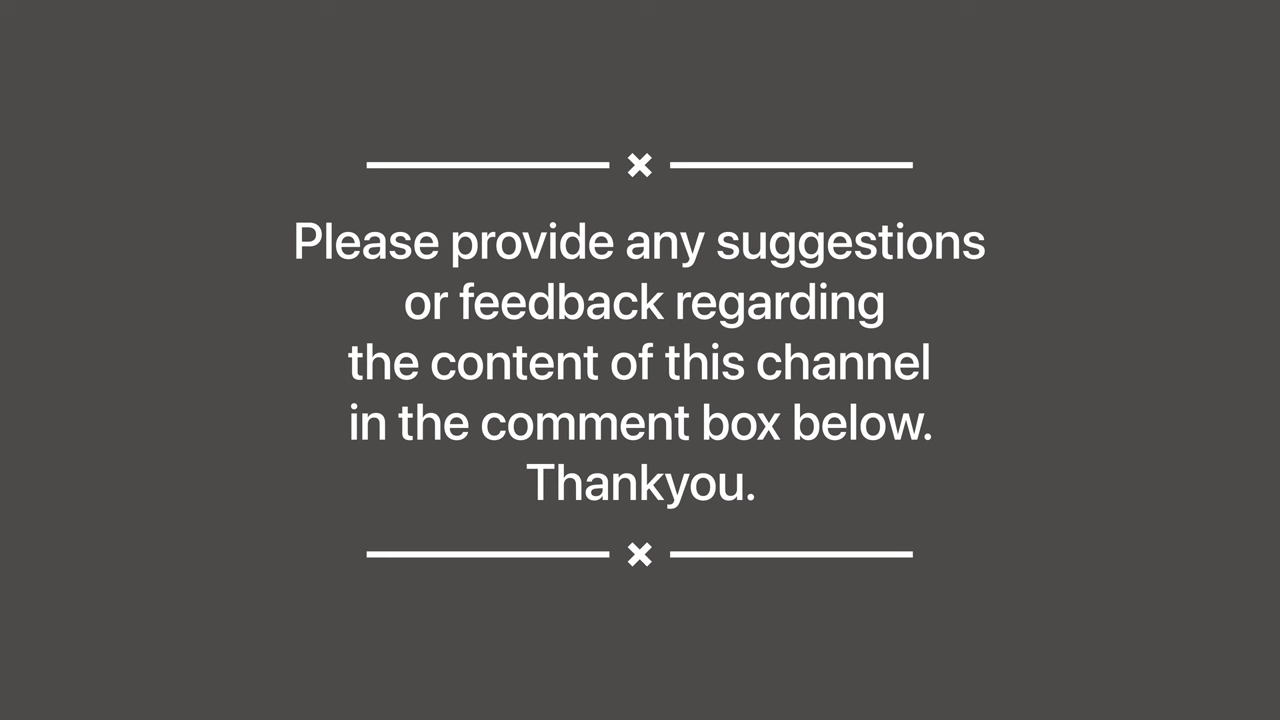 Please provide any suggestions
or feedback regarding
the content of this channel
in the comment box below.
Thankyou.